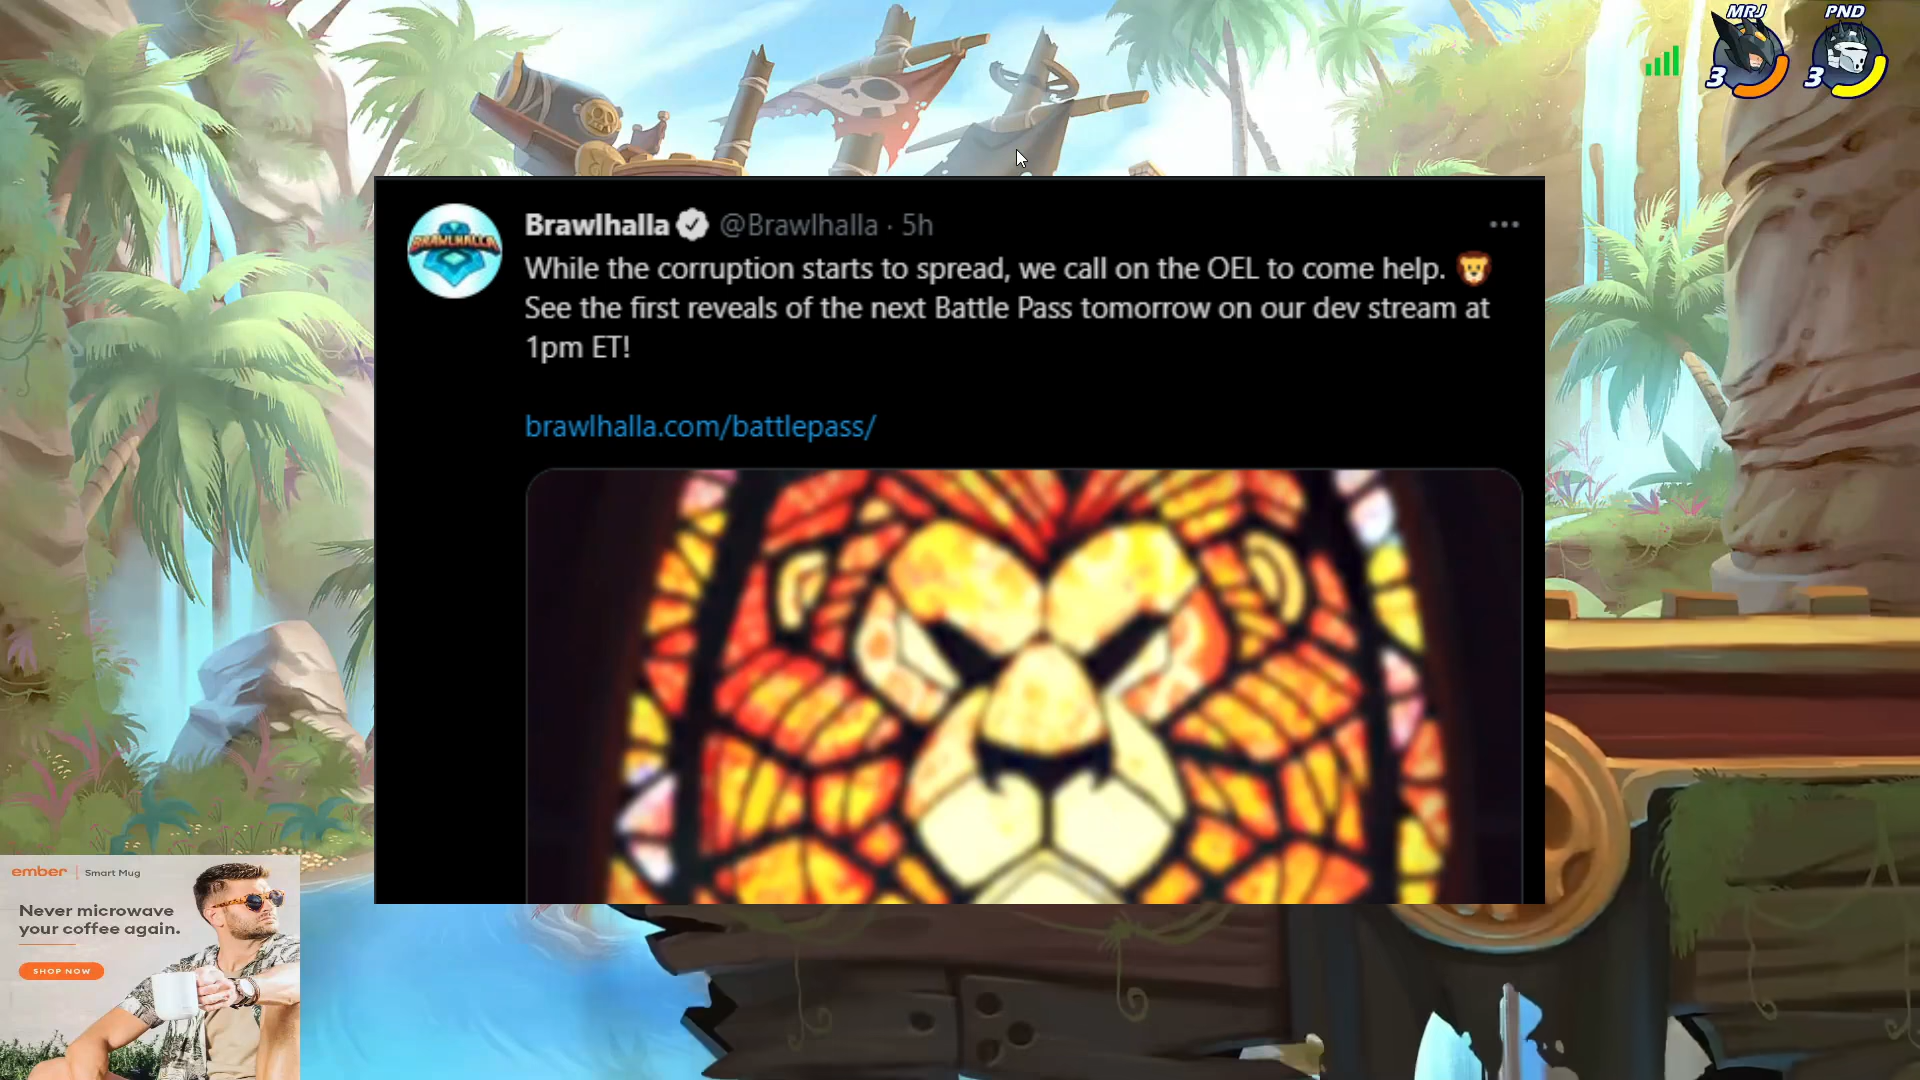 MRJ PND
3 3
BRAWLHALLA
Brawlhalla @Brawlhalla · 5h
While the corruption starts to spread, we call on the OEL to come help. 🦁
See the first reveals of the next Battle Pass tomorrow on our dev stream at
1pm ET!
brawlhalla.com/battlepass/
ember | Smart Mug
Never microwave
your coffee again.
SHOP NOW